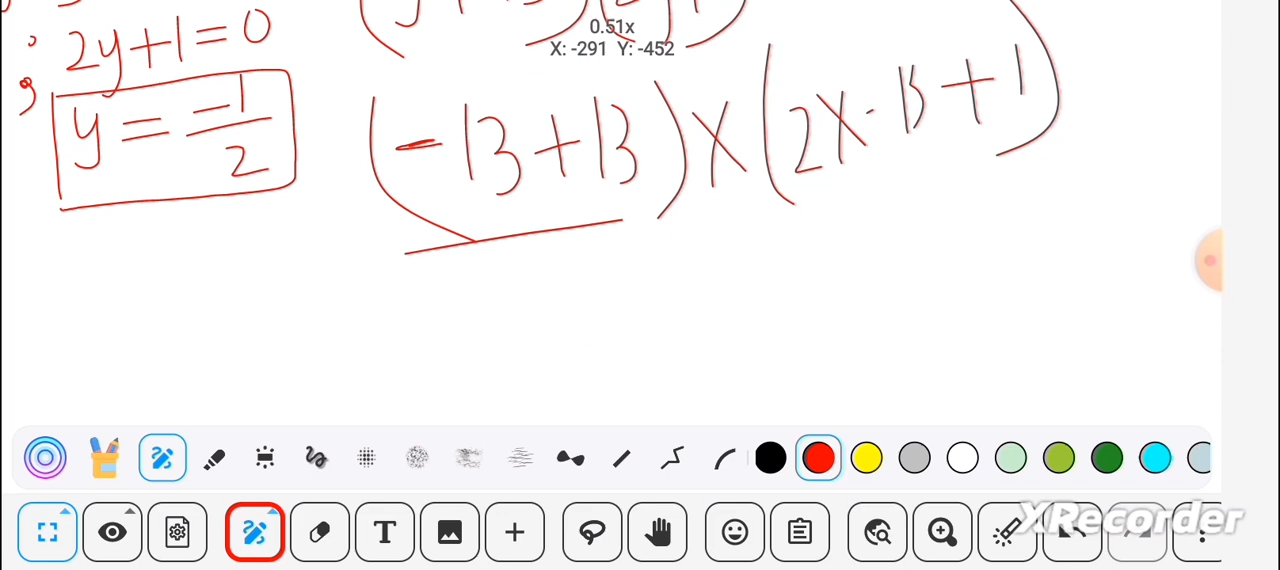 2y+1=0
0.51x
X: -291 Y: -452
y = -1/2
(-13+13)X(2X-13+1)
T
XRecorder